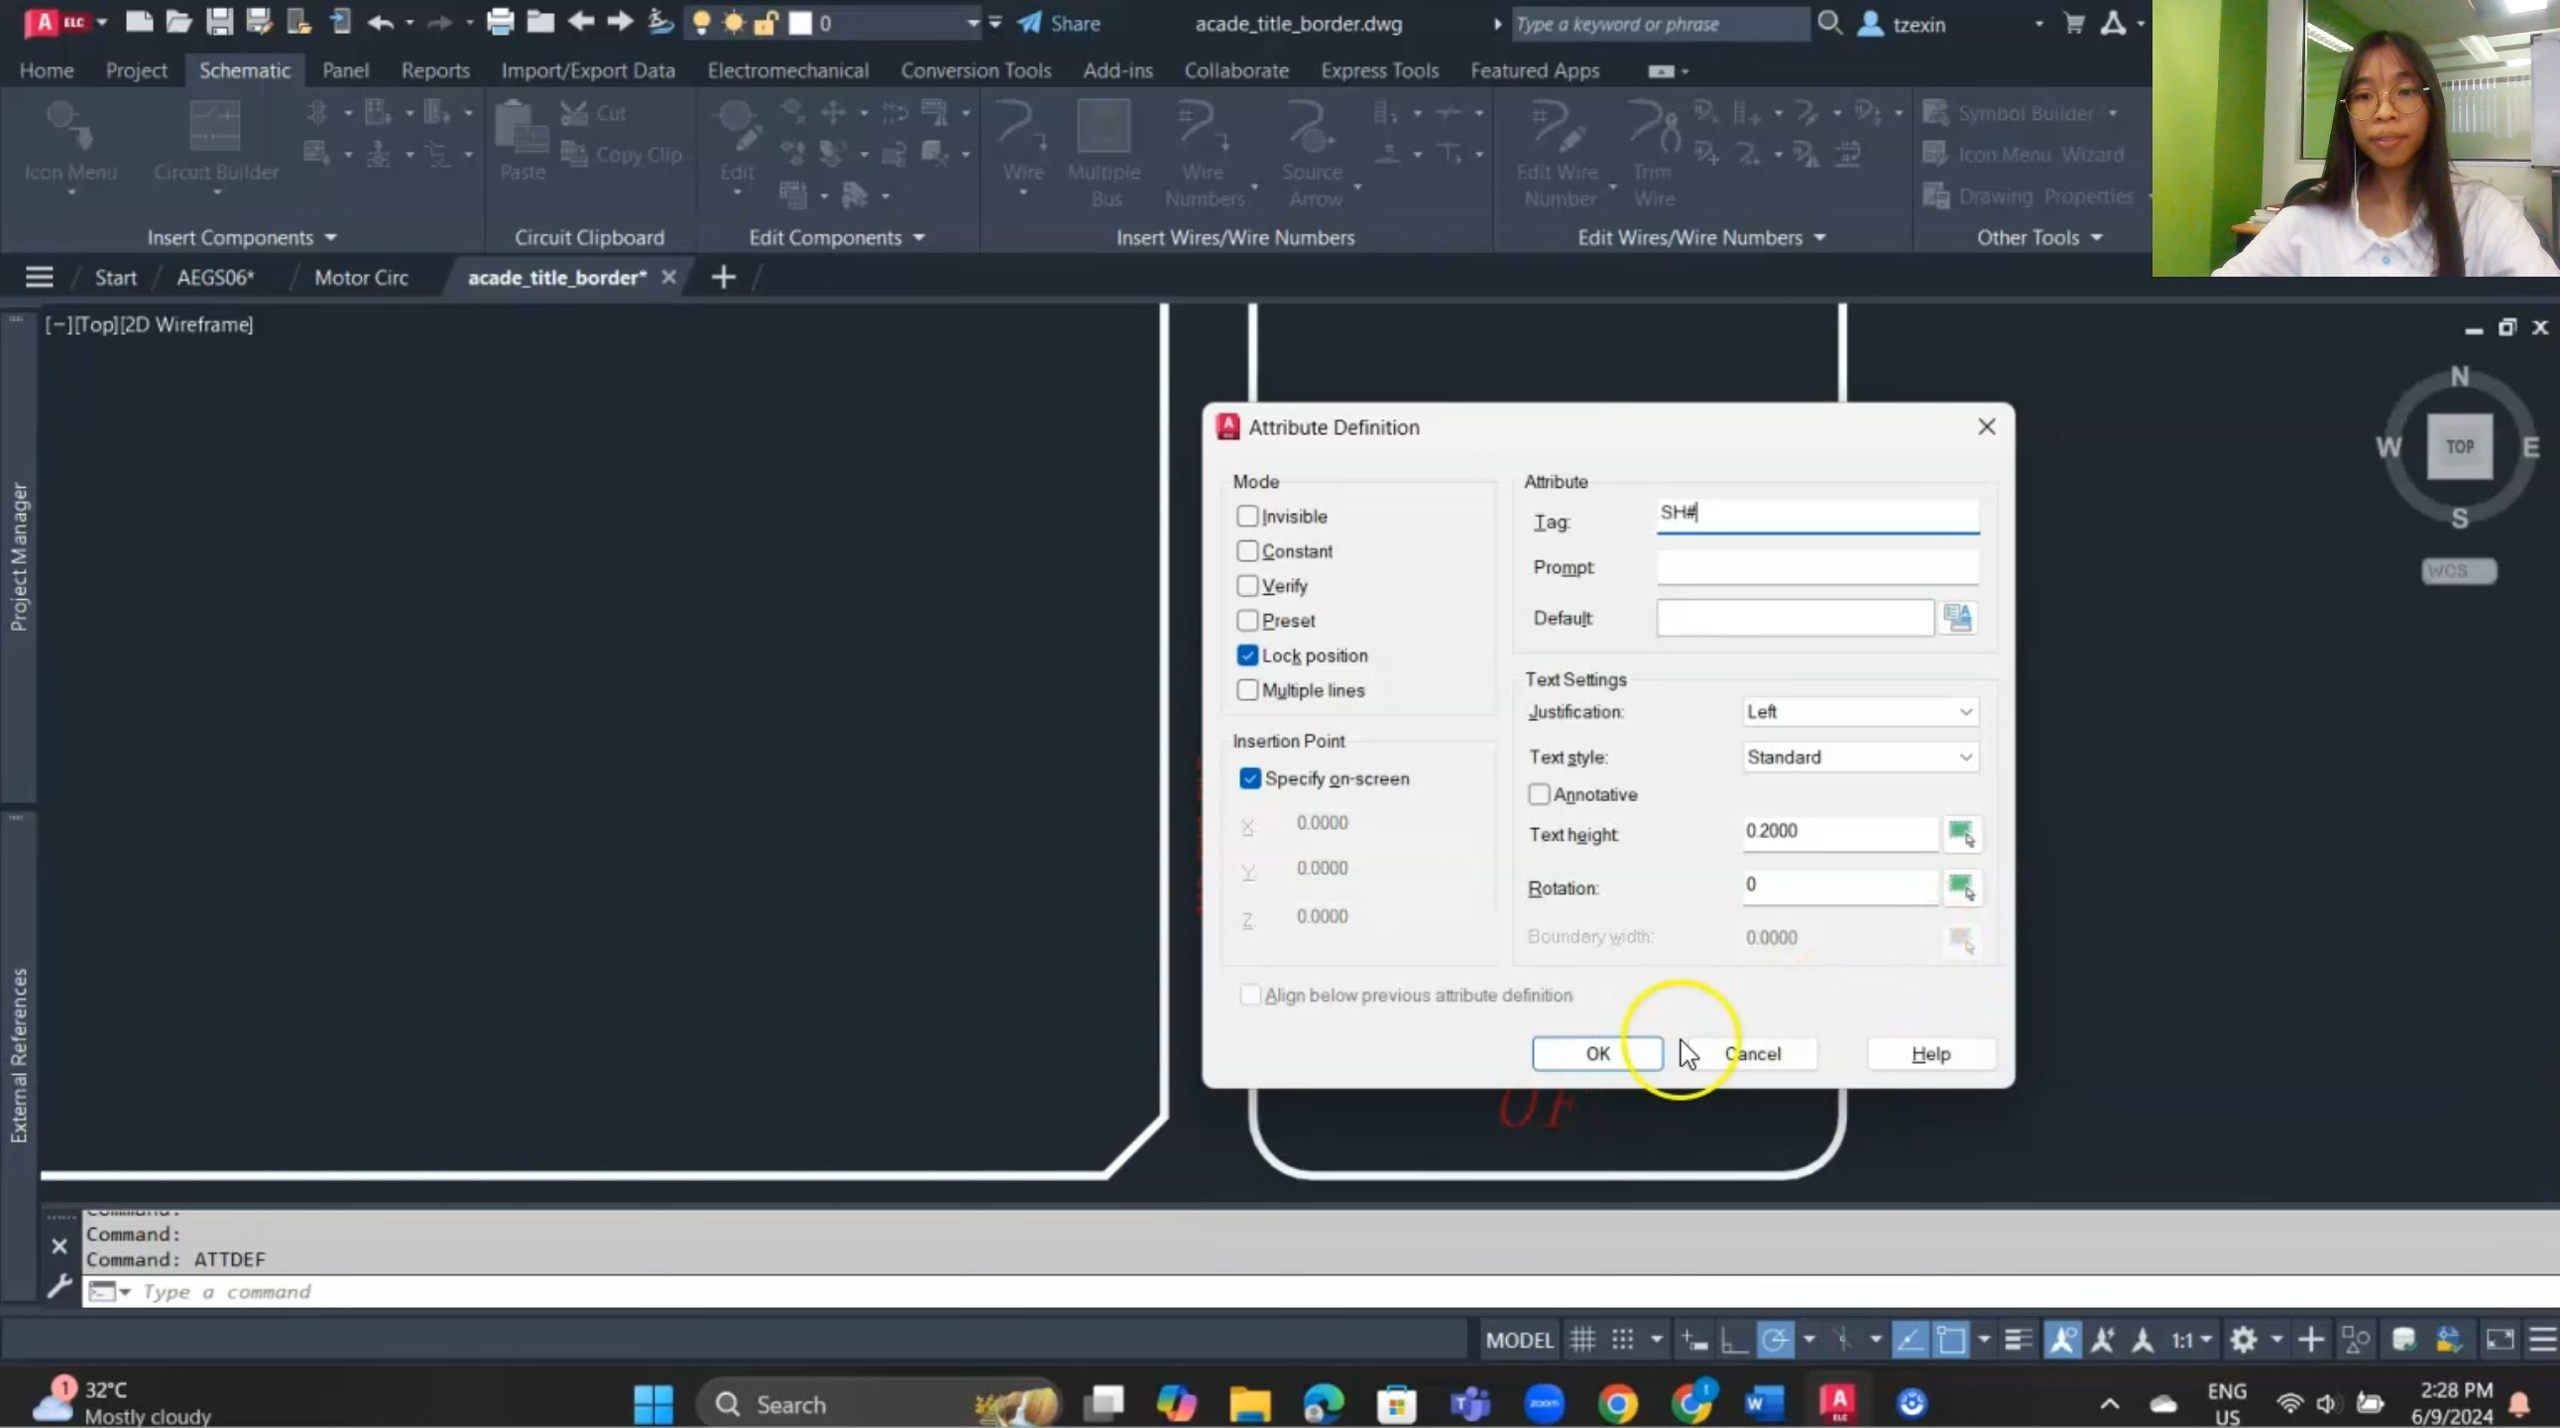 A ELC 0 Share acade_title_border.dwg Type a keyword or phrase tzexin
Home Project Schematic Panel Reports Import/Export Data Electromechanical Conversion Tools Add-ins Collaborate Express Tools Featured Apps
Icon Menu Circuit Builder Paste Cut Copy Clip Edit Wire Multiple Bus Wire Numbers Source Arrow Edit Wire Number Trim Wire Symbol Builder Icon Menu Wizard Drawing Properties
Insert Components Circuit Clipboard Edit Components Insert Wires/Wire Numbers Edit Wires/Wire Numbers Other Tools
Start AEGS06* Motor Circ acade_title_border*
[−][Top][2D Wireframe]
N
W TOP E
S
WCS
Project Manager
External References
Attribute Definition
Mode
Invisible
Constant
Verify
Preset
Lock position
Multiple lines
Insertion Point
Specify on-screen
X: 0.0000
Y: 0.0000
Z: 0.0000
Attribute
Tag: SH#
Prompt:
Default:
Text Settings
Justification: Left
Text style: Standard
Annotative
Text height: 0.2000
Rotation: 0
Boundary width: 0.0000
Align below previous attribute definition
OK Cancel Help
OF
Command:
Command:
Command: ATTDEF
Type a command
MODEL 1:1
1 32°C
Mostly cloudy
Search
zoom
ENG
US
2:28 PM
6/9/2024